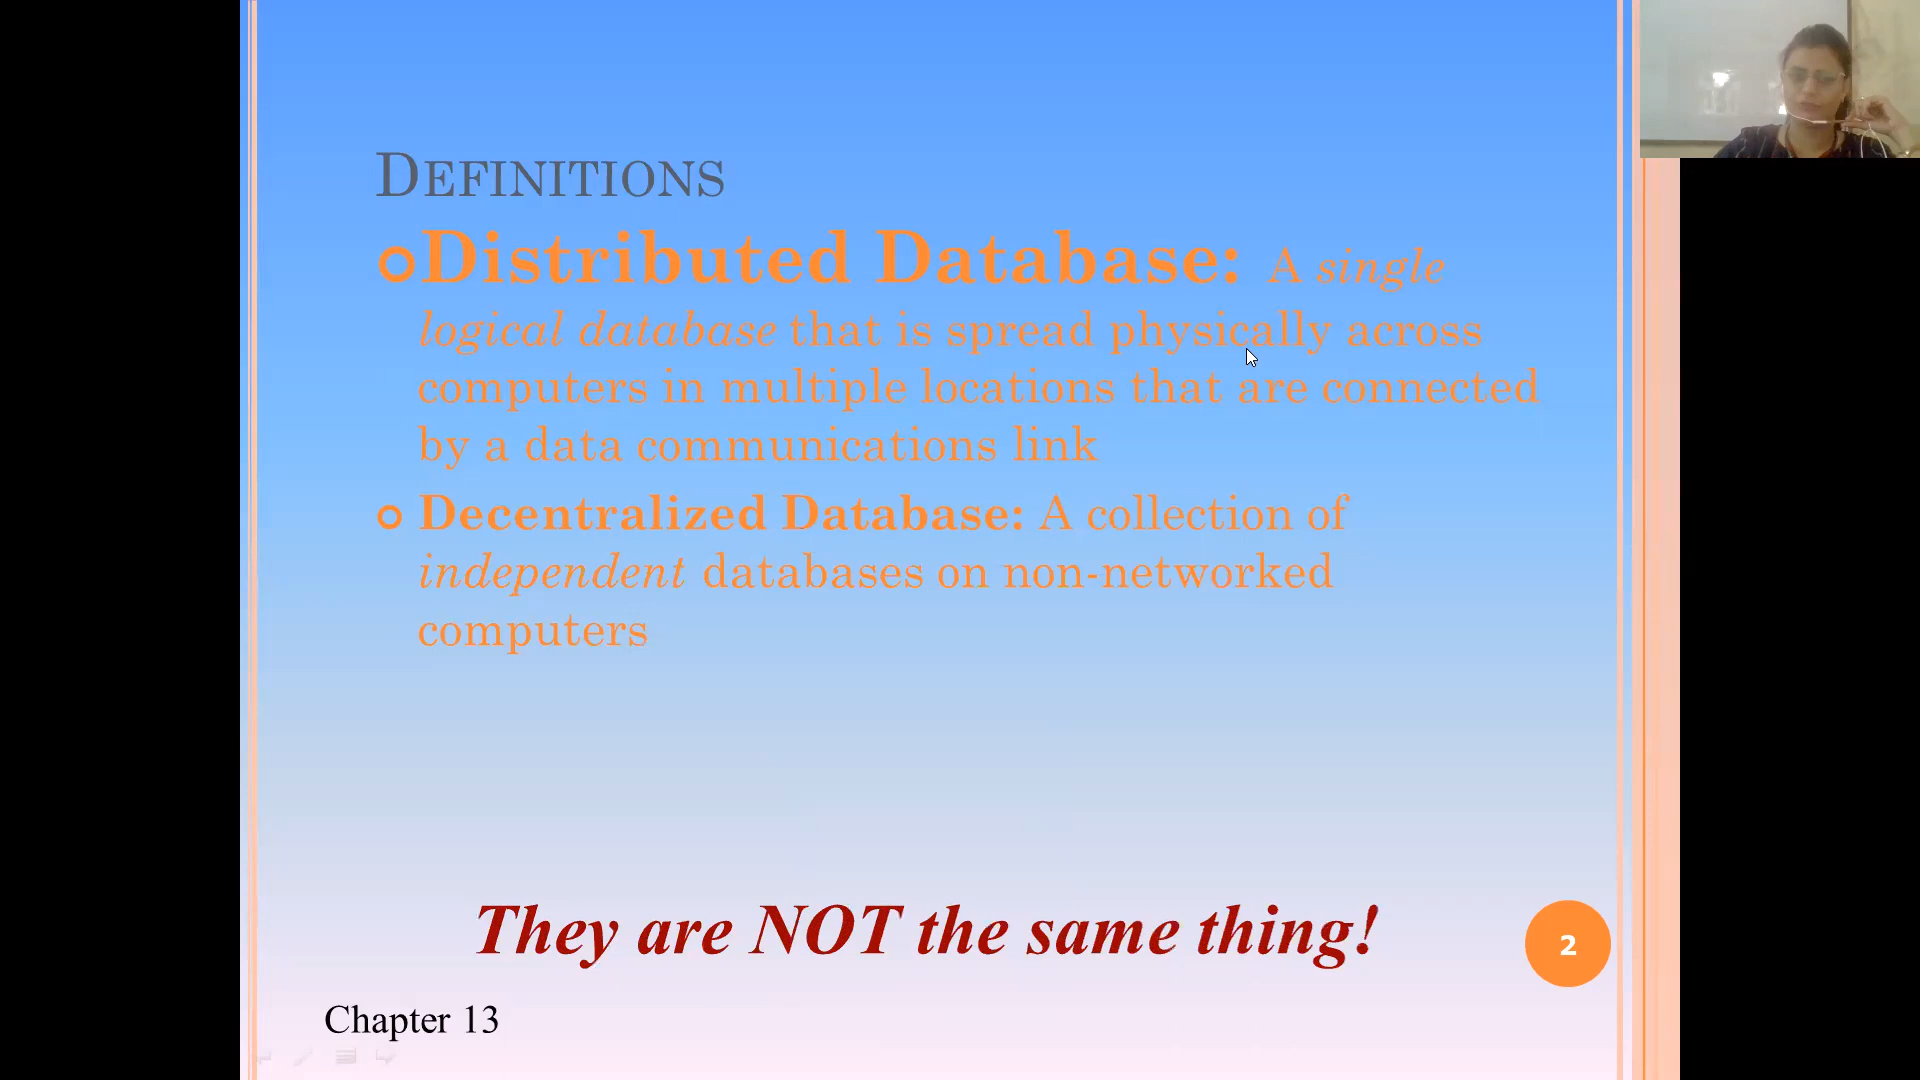 DEFINITIONS
Distributed Database: A single
logical database that is spread physically across
computers in multiple locations that are connected
by a data communications link
Decentralized Database: A collection of
independent databases on non-networked
computers
They are NOT the same thing!
2
Chapter 13